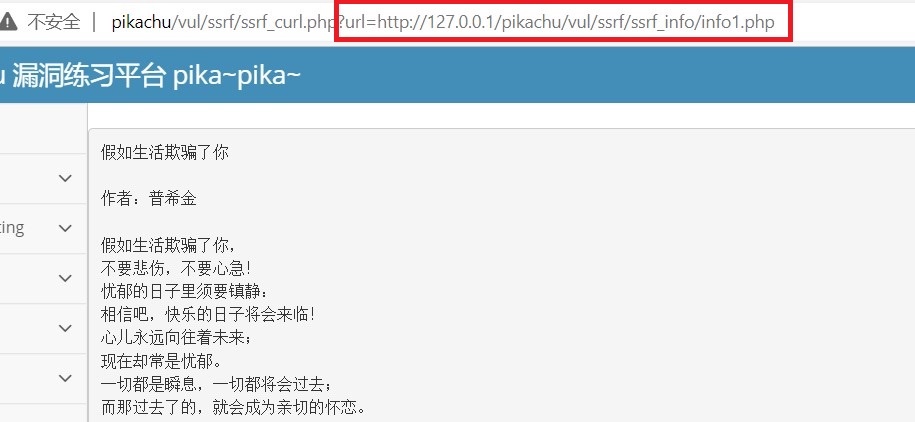 不安全 | pikachu/vul/ssrf/ssrf_curl.php?url=http://127.0.0.1/pikachu/vul/ssrf/ssrf_info/info1.php
漏洞练习平台 pika~pika~
假如生活欺骗了你
作者：普希金
假如生活欺骗了你，
ting
不要悲伤，不要心急！
忧郁的日子里须要镇静：
相信吧，快乐的日子将会来临！
心儿永远向往着未来；
现在却常是忧郁。
一切都是瞬息，一切都将会过去；
而那过去了的，就会成为亲切的怀恋。